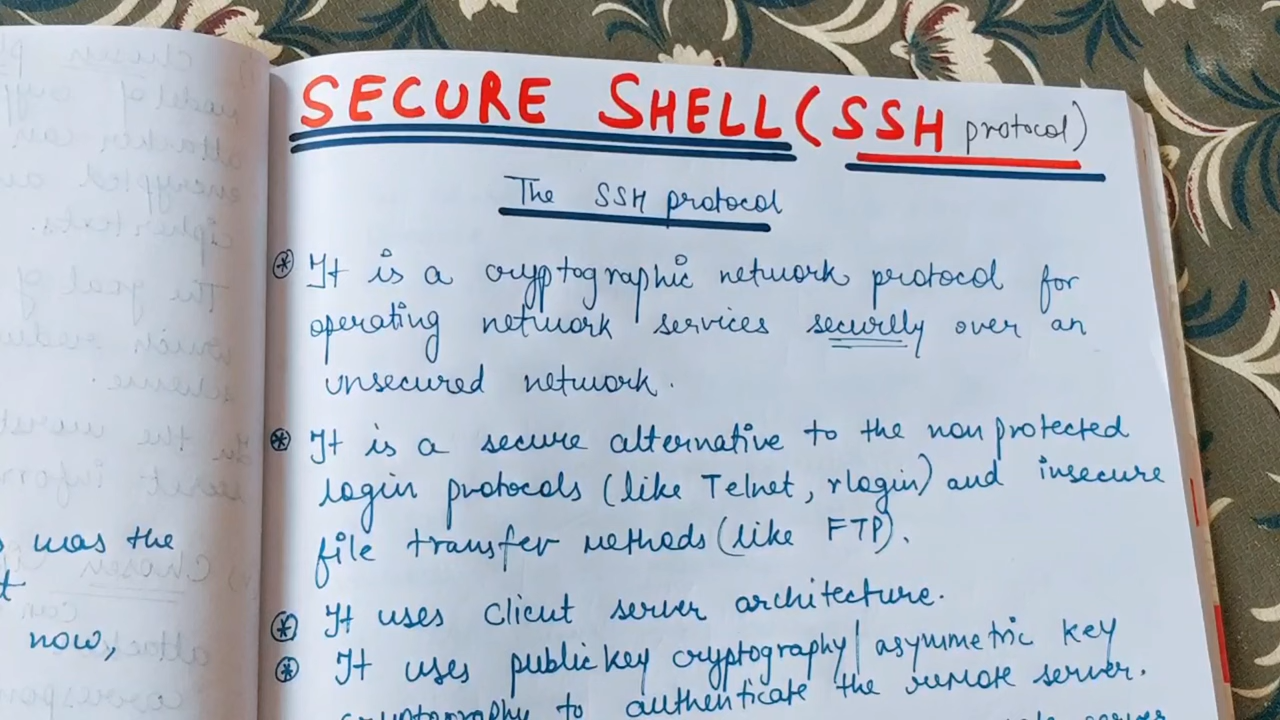 SECURE SHELL (SSH protocol)
The SSH protocol
It is a cryptographic network protocol for
operating network services securely over an
unsecured network.
It is a secure alternative to the non protected
login protocols (like Telnet, rlogin) and insecure
file transfer methods (like FTP).
It uses Client server architecture.
It uses public key cryptography/ asymmetric key
cryptography to authenticate the remote server.
was the
now,